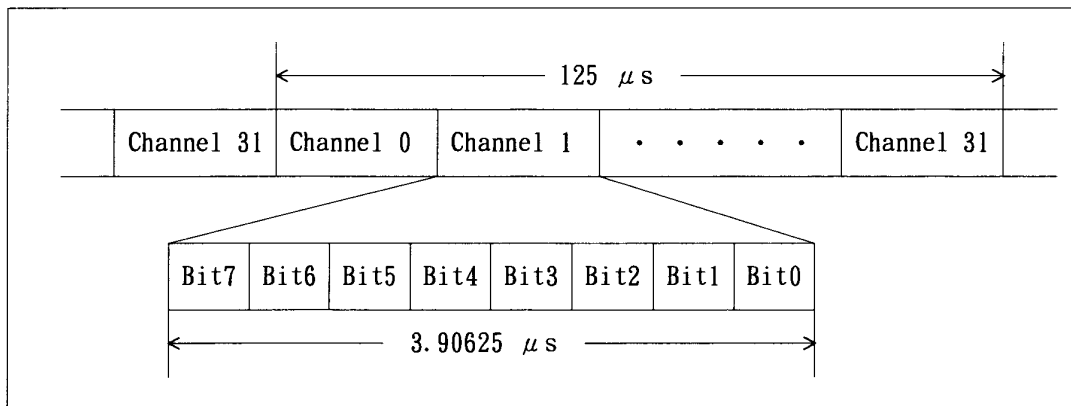 125 μs
Channel 31 Channel 0 Channel 1 · · · · · Channel 31
Bit7 Bit6 Bit5 Bit4 Bit3 Bit2 Bit1 Bit0
3.90625 μs